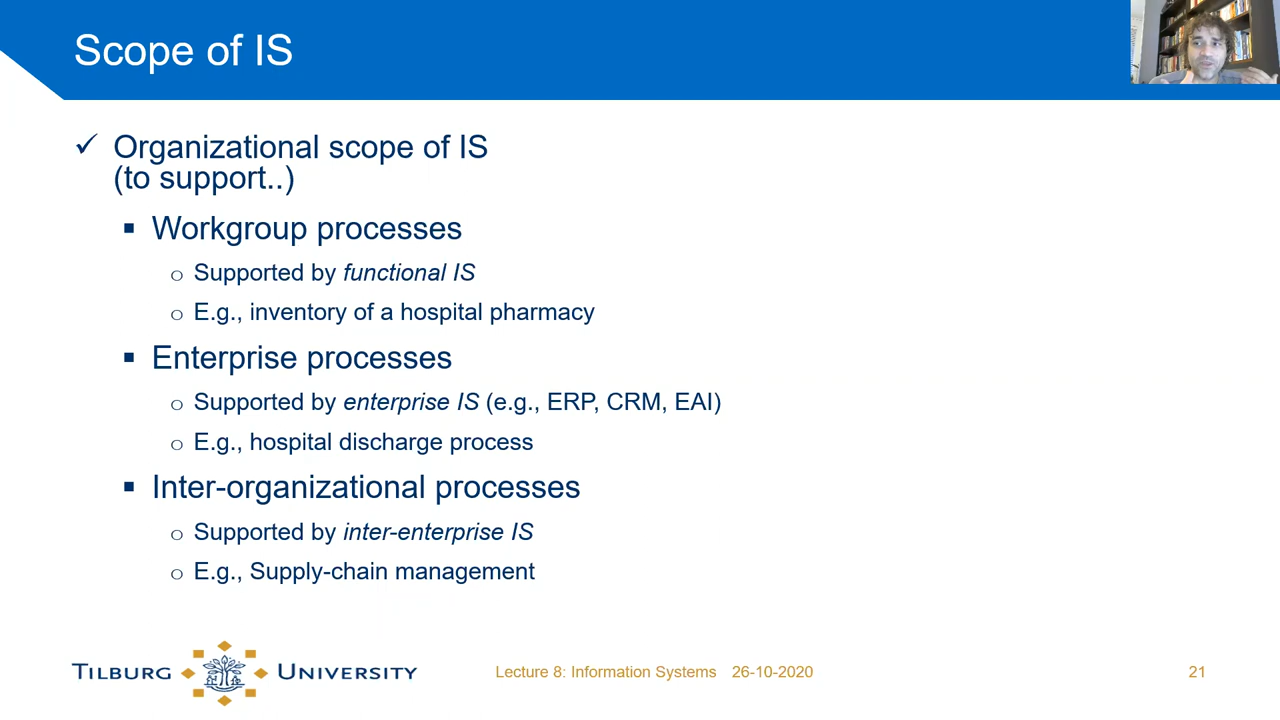 Scope of IS
✓ Organizational scope of IS
(to support..)
▪ Workgroup processes
o Supported by functional IS
o E.g., inventory of a hospital pharmacy
▪ Enterprise processes
o Supported by enterprise IS (e.g., ERP, CRM, EAI)
o E.g., hospital discharge process
▪ Inter-organizational processes
o Supported by inter-enterprise IS
o E.g., Supply-chain management
TILBURG UNIVERSITY
Lecture 8: Information Systems 26-10-2020
21